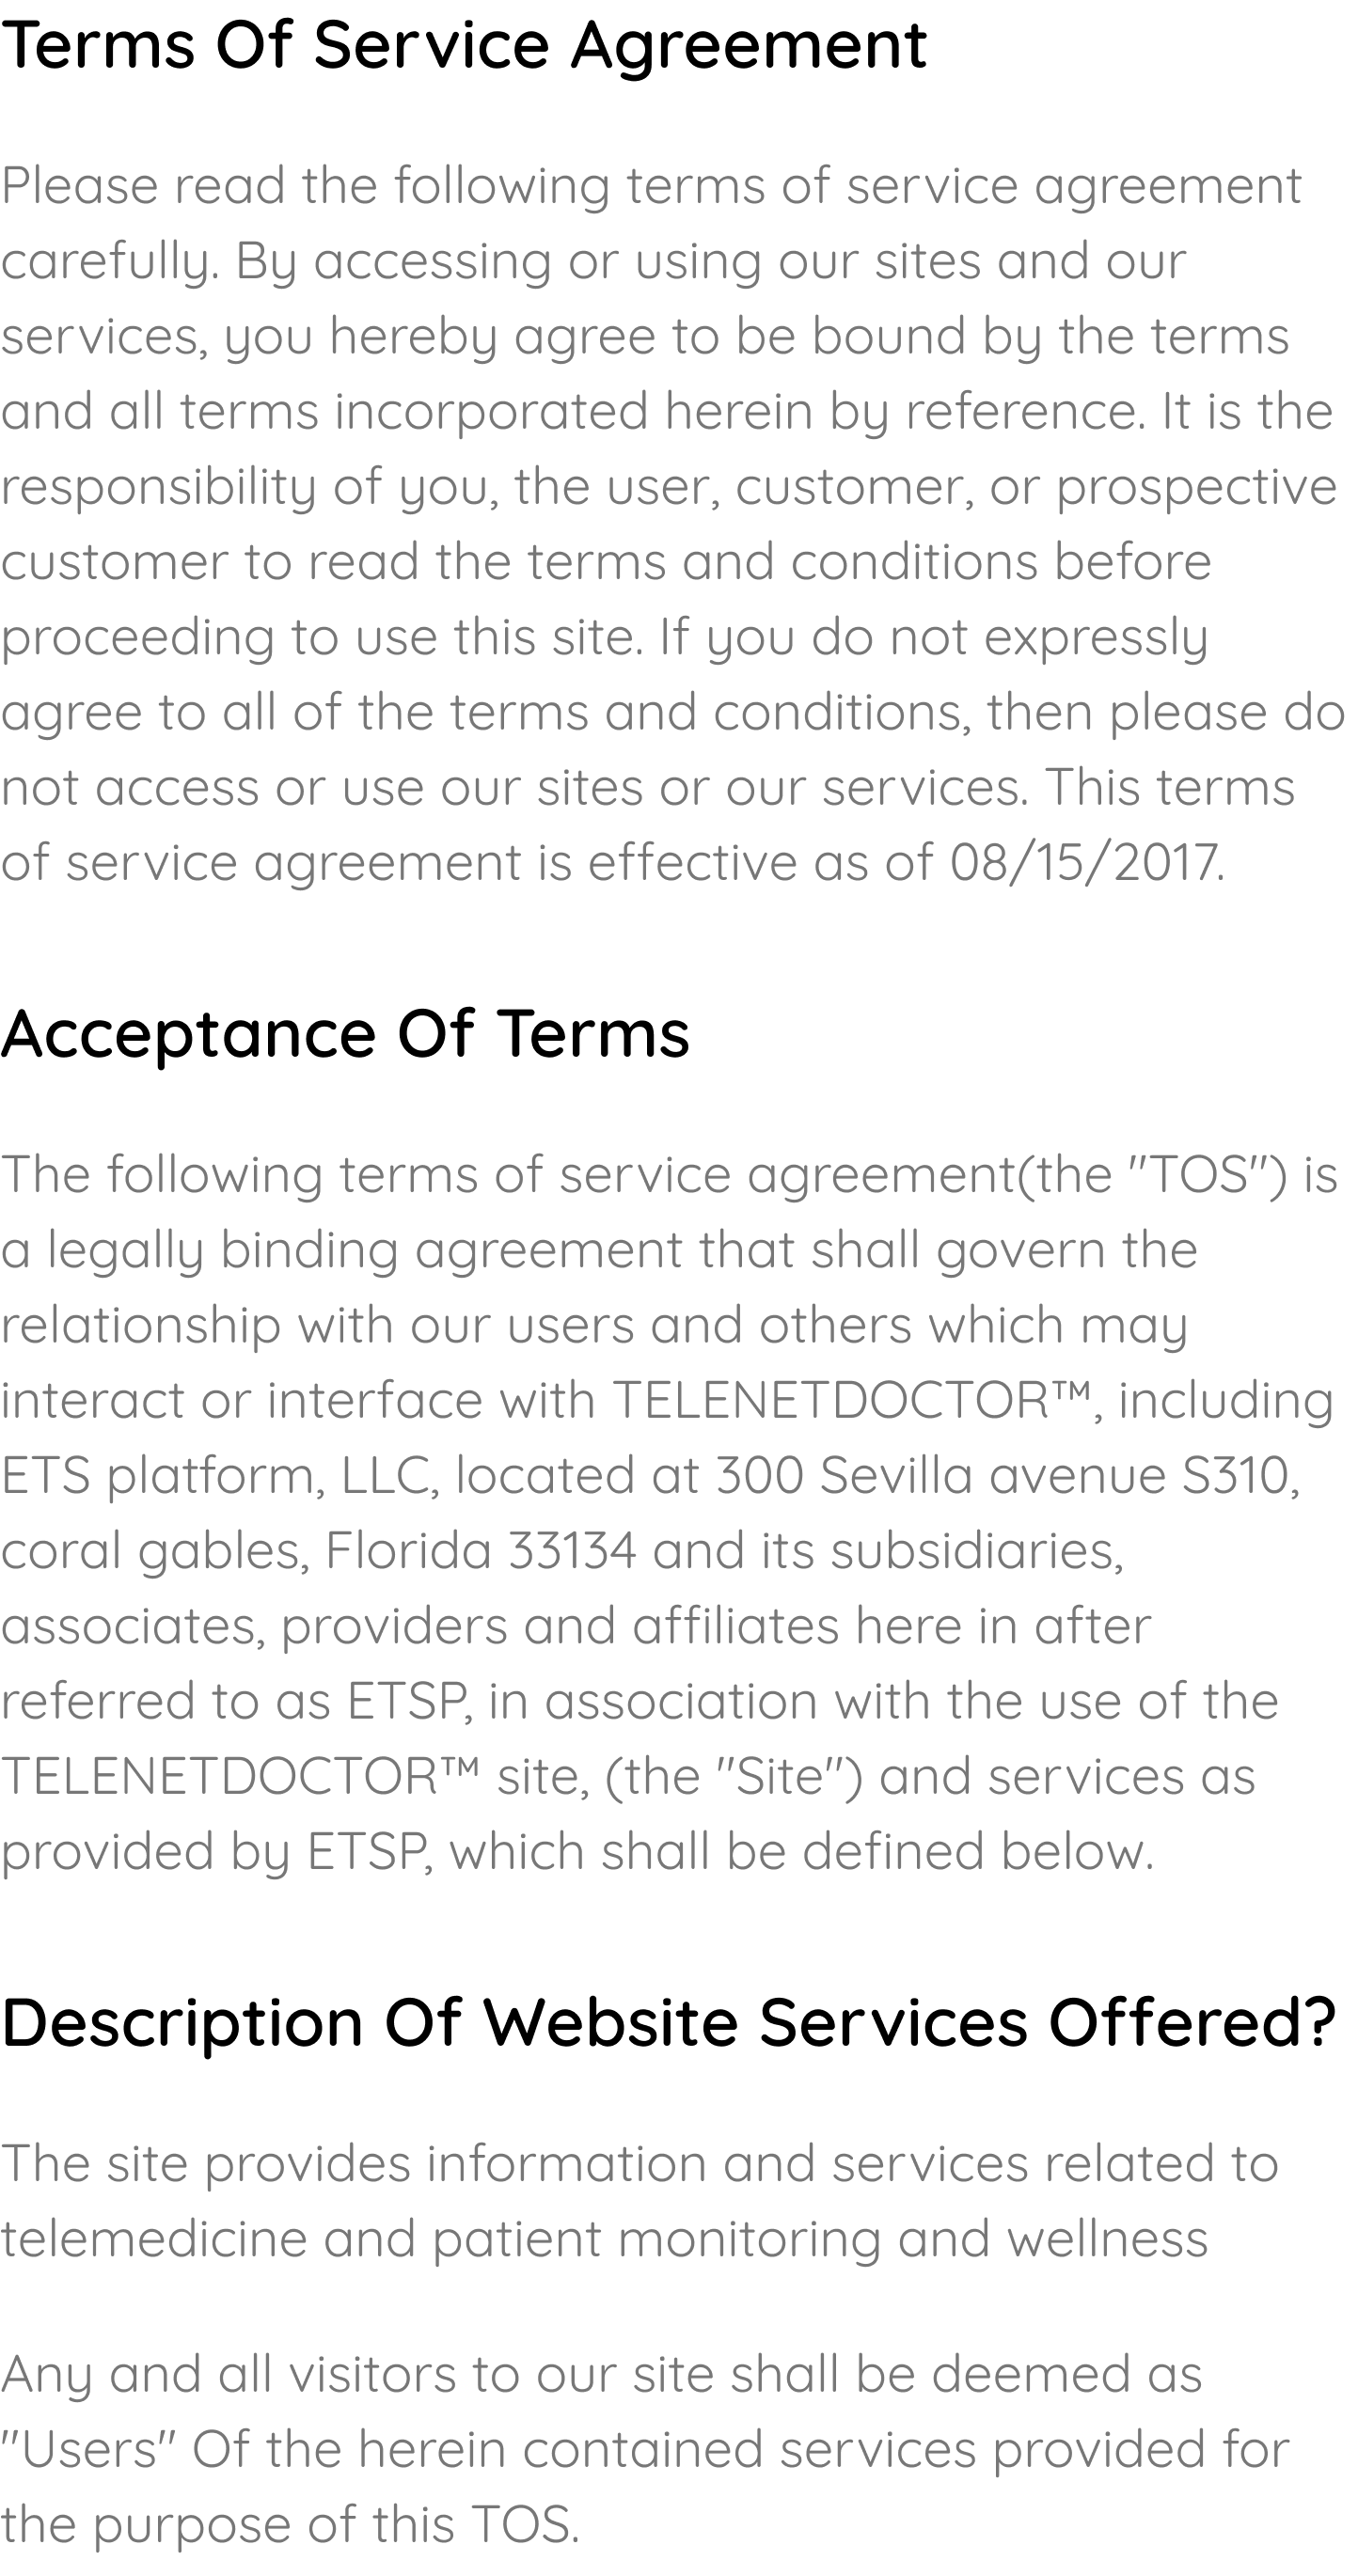 Terms Of Service Agreement
Please read the following terms of service agreement
carefully. By accessing or using our sites and our
services, you hereby agree to be bound by the terms
and all terms incorporated herein by reference. It is the
responsibility of you, the user, customer, or prospective
customer to read the terms and conditions before
proceeding to use this site. If you do not expressly
agree to all of the terms and conditions, then please do
not access or use our sites or our services. This terms
of service agreement is effective as of 08/15/2017.
Acceptance Of Terms
The following terms of service agreement(the "TOS") is
a legally binding agreement that shall govern the
relationship with our users and others which may
interact or interface with TELENETDOCTOR™, including
ETS platform, LLC, located at 300 Sevilla avenue S310,
coral gables, Florida 33134 and its subsidiaries,
associates, providers and affiliates here in after
referred to as ETSP, in association with the use of the
TELENETDOCTOR™ site, (the "Site") and services as
provided by ETSP, which shall be defined below.
Description Of Website Services Offered?
The site provides information and services related to
telemedicine and patient monitoring and wellness
Any and all visitors to our site shall be deemed as
"Users" Of the herein contained services provided for
the purpose of this TOS.